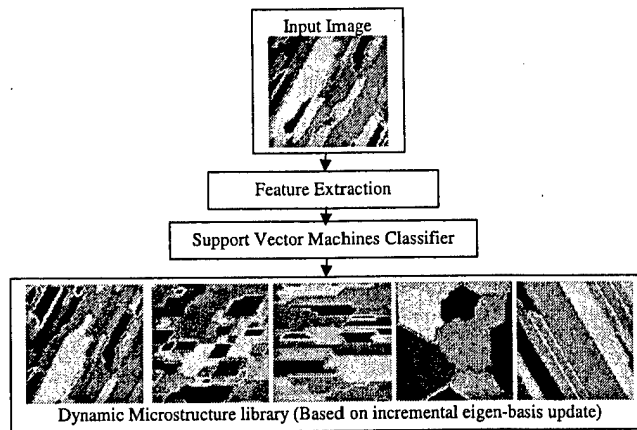 Input Image
Feature Extraction
Support Vector Machines Classifier
Dynamic Microstructure library (Based on incremental eigen-basis update)